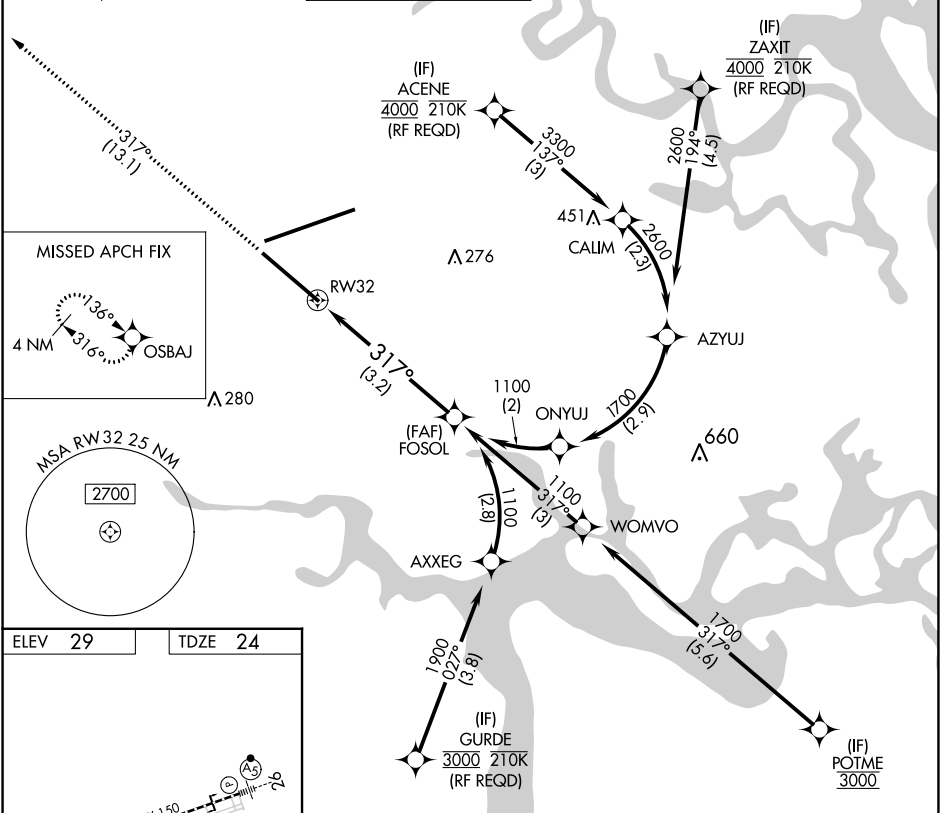 (IF)
ZAXIT
4000 210K
(RF REQD)
(IF)
ACENE
4000 210K
(RF REQD)
2600
194°
(4.5)
3300
137°
(3)
317°
(13.1)
451
CALIM
2600
(2.3)
276
MISSED APCH FIX
136°
316°
4 NM
OSBAJ
RW32
AZYUJ
317°
(3.2)
280
1100
(2)
ONYUJ
1700
(2.9)
(FAF)
FOSOL
660
MSA RW32 25 NM
2700
1100
(2.8)
1100
317°
(3)
WOMVO
AXXEG
ELEV 29
TDZE 24
1900
027°
(3.8)
1700
317°
(5.6)
(IF)
GURDE
3000 210K
(RF REQD)
(IF)
POTME
3000
P
A5
26
150